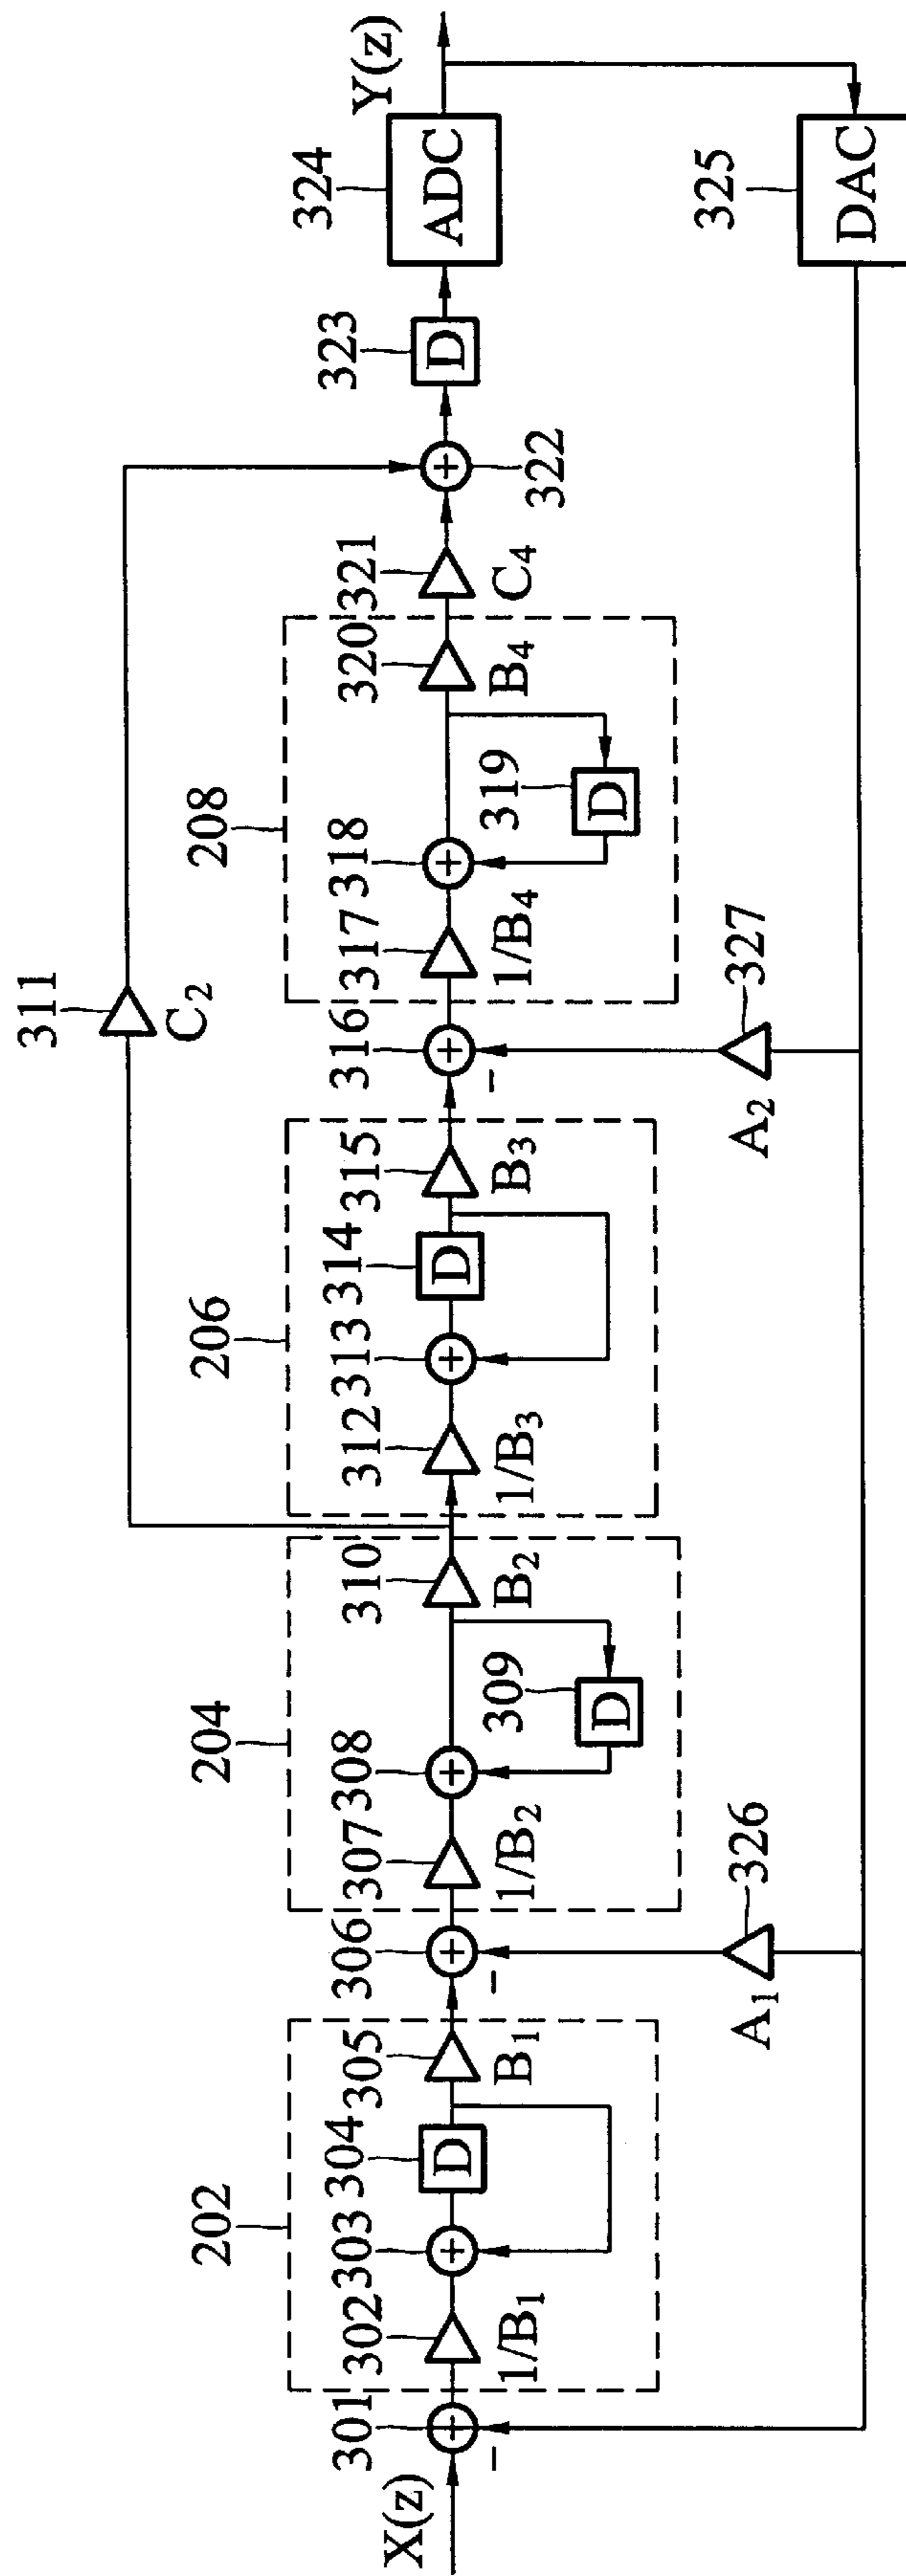 311
C₂
202
204
206
208
324
Y(z)
X(z)
301
302
1/B₁
303
304
D
305
B₁
306
307
1/B₂
308
309
D
310
B₂
312
1/B₃
313
314
D
315
B₃
316
317
1/B₄
318
319
D
320
B₄
321
C₄
322
323
D
ADC
–
–
–
A₁
326
A₂
327
325
DAC